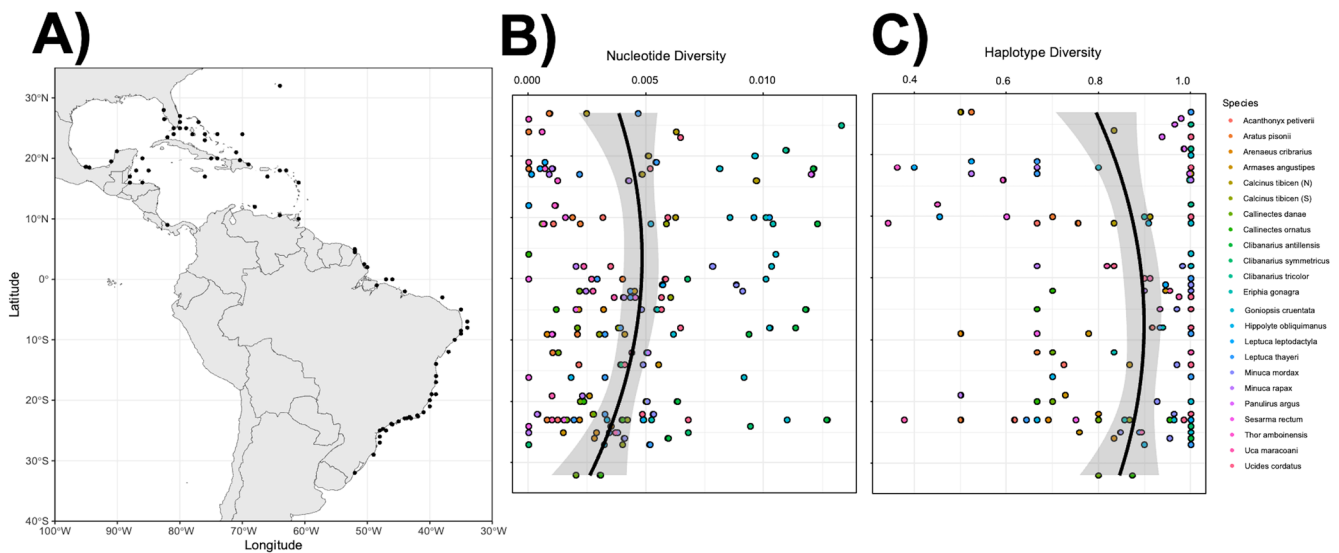 A)
B)
C)
Nucleotide Diversity
Haplotype Diversity
0.000 0.005 0.010
0.4 0.6 0.8 1.0
30°N
20°N
10°N
0°
10°S
20°S
30°S
40°S
Latitude
100°W 90°W 80°W 70°W 60°W 50°W 40°W 30°W
Longitude
Species
Acanthonyx petiverii
Aratus pisonii
Arenaeus cribrarius
Armases angustipes
Calcinus tibicen (N)
Calcinus tibicen (S)
Callinectes danae
Callinectes ornatus
Clibanarius antillensis
Clibanarius symmetricus
Clibanarius tricolor
Eriphia gonagra
Goniopsis cruentata
Hippolyte obliquimanus
Leptuca leptodactyla
Leptuca thayeri
Minuca mordax
Minuca rapax
Panulirus argus
Sesarma rectum
Thor amboinensis
Uca maracoani
Ucides cordatus